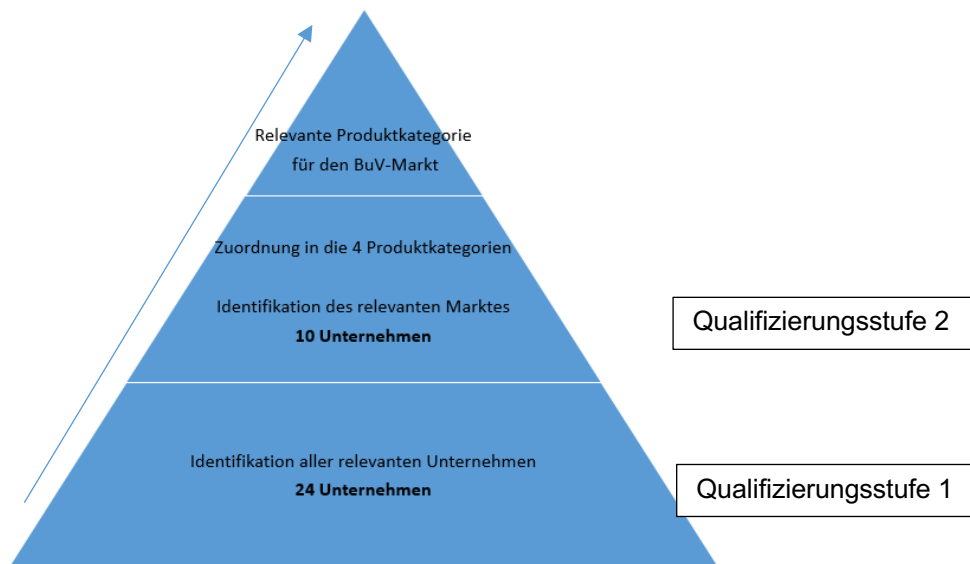 Relevante Produktkategorie
für den BuV-Markt
Zuordnung in die 4 Produktkategorien
Identifikation des relevanten Marktes
10 Unternehmen
Qualifizierungsstufe 2
Identifikation aller relevanten Unternehmen
24 Unternehmen
Qualifizierungsstufe 1